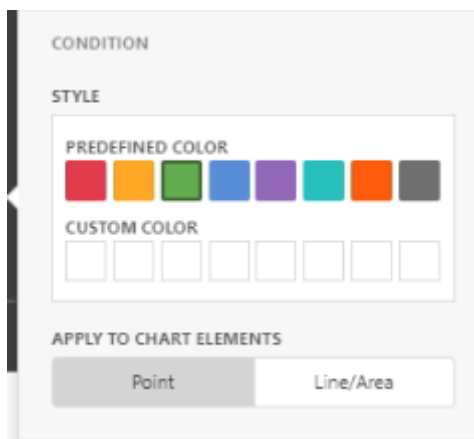 CONDITION
STYLE
PREDEFINED COLOR
CUSTOM COLOR
APPLY TO CHART ELEMENTS
Point Line/Area